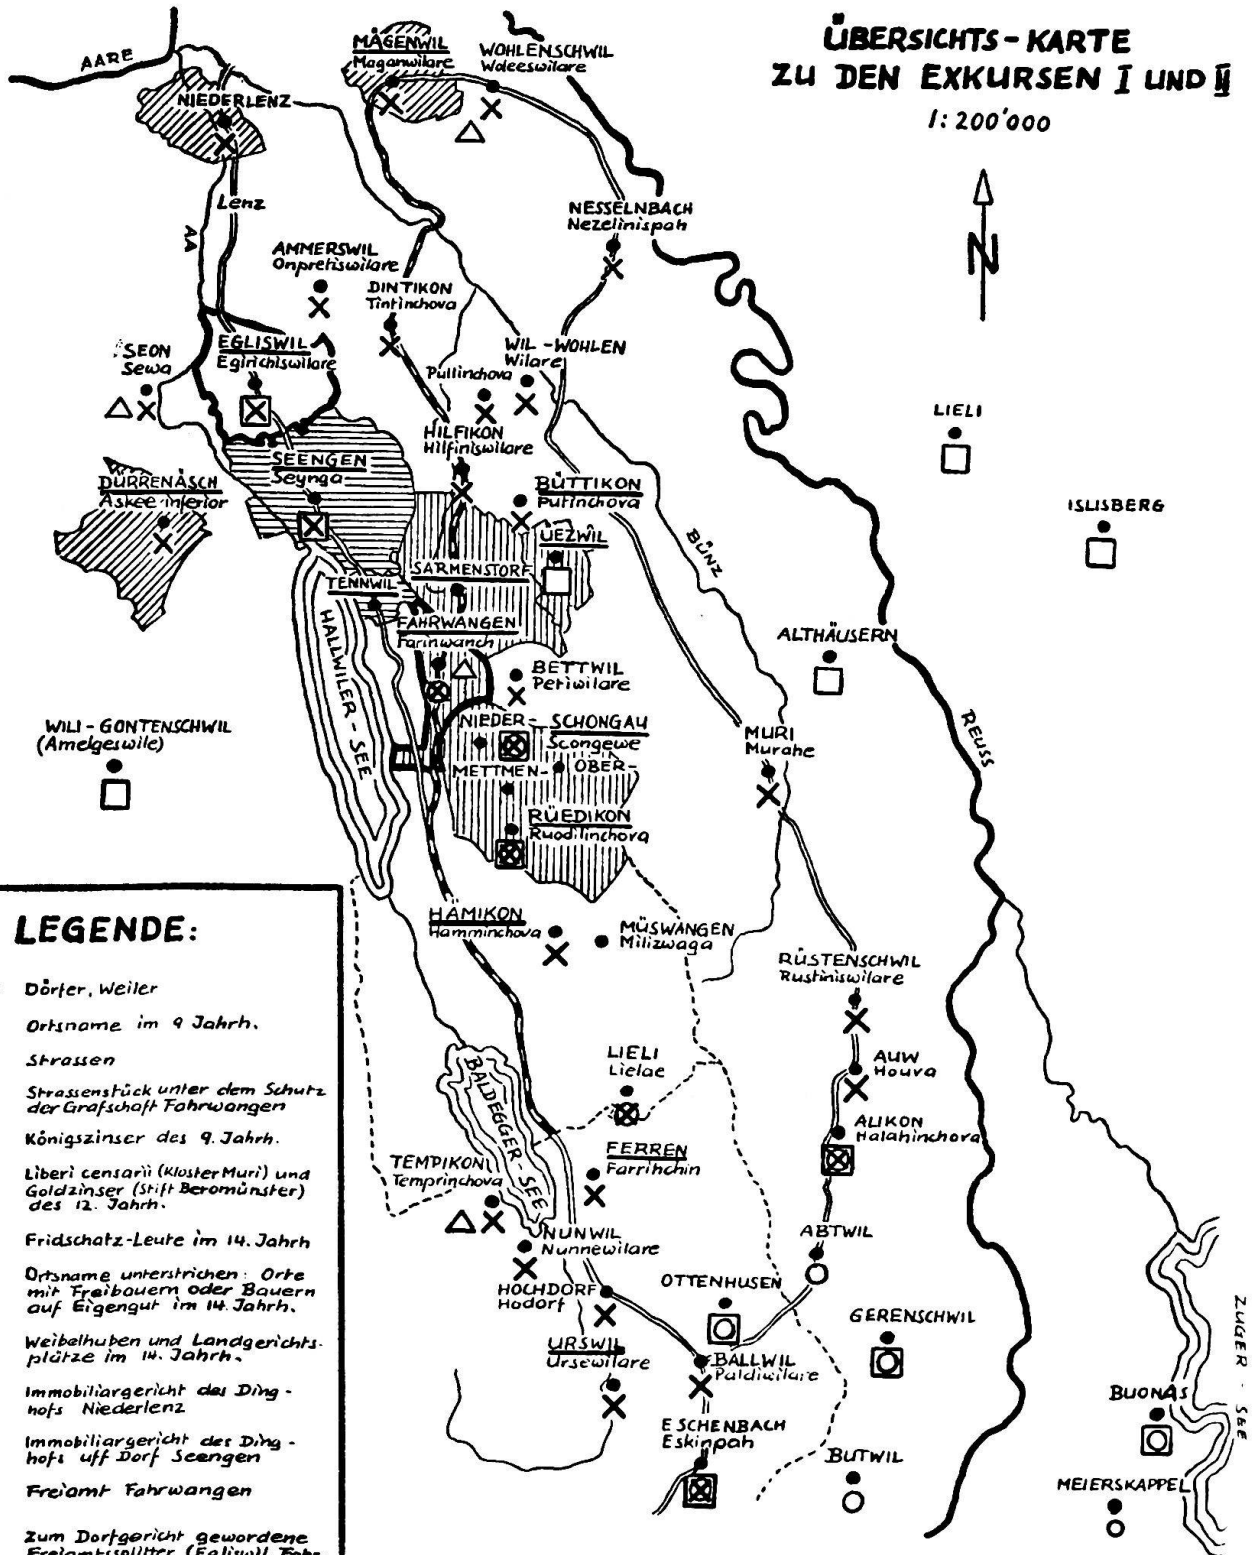 ÜBERSICHTS-KARTE
ZU DEN EXKURSEN I UND II
1:200'000
N
AARE
MÄGENWIL
Maganwilare
WOHLENSCHWIL
Woleeswilare
NIEDERLENZ
Lenz
AA
NESSELNBACH
Nezelinispah
AMMERSWIL
Onpretiswilare
DINTIKON
Tintinchova
SEON
Sewa
EGLISWIL
Egirichiswilare
WIL-WOHLEN
Wilare
Pullinchova
HILFIKON
Hilfiniswilare
LIELI
SEENGEN
Seynga
DÜRRENÄSCH
Askee inferior
BÜTTIKON
Putinchova
ISLISBERG
ÜEZWIL
BÜNZ
TENNWIL
SARMENSTORF
FAHRWANGEN
Farinwanch
HALLWILER-SEE
ALTHÄUSERN
BETTWIL
Petiwilare
WILI-GONTENSCHWIL
(Amelgeswile)
NIEDER-
SCHONGAU
Scongewe
METTMEN-
OBER-
MURI
Murahe
REUSS
RÜEDIKON
Ruodilinchova
HAMIKON
Hamminchova
MÜSWANGEN
Milizwaga
RÜSTENSCHWIL
Rustiniswilare
LIELI
Lielae
AUW
Houva
BALDEGGER-SEE
ALIKON
Halahinchova
TEMPIKON
Temprinchova
FERREN
Farrihchin
NUNWIL
Nunnewilare
ABTWIL
HOCHDORF
Hodorf
OTTENHUSEN
GERENSCHWIL
ZUGER-SEE
URSWIL
Ursewilare
BALLWIL
Paldiwilare
BUONAS
ESCHENBACH
Eskinpah
BUTWIL
MEIERSKAPPEL
LEGENDE:
Dörfer, Weiler
Ortsname im 9 Jahrh.
Strassen
Strassenstück unter dem Schutz
der Grafschaft Fahrwangen
Königszinser des 9. Jahrh.
Liberi censarii (Kloster Muri) und
Goldzinser (Stift Beromünster)
des 12. Jahrh.
Fridschatz-Leute im 14. Jahrh
Ortsname unterstrichen: Orte
mit Freibauern oder Bauern
auf Eigengut im 14. Jahrh.
Weibelhuben und Landgerichts-
plätze im 14. Jahrh.
Immobiliargericht des Ding-
hofs Niederlenz
Immobiliargericht des Ding-
hofs uff Dorf Seengen
Freiamt Fahrwangen
Zum Dorfgericht gewordene
Freiamtssplitter (Egliswil, Fahr-